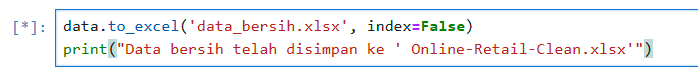 [*]: data.to_excel('data_bersih.xlsx', index=False)
print("Data bersih telah disimpan ke ' Online-Retail-Clean.xlsx'")